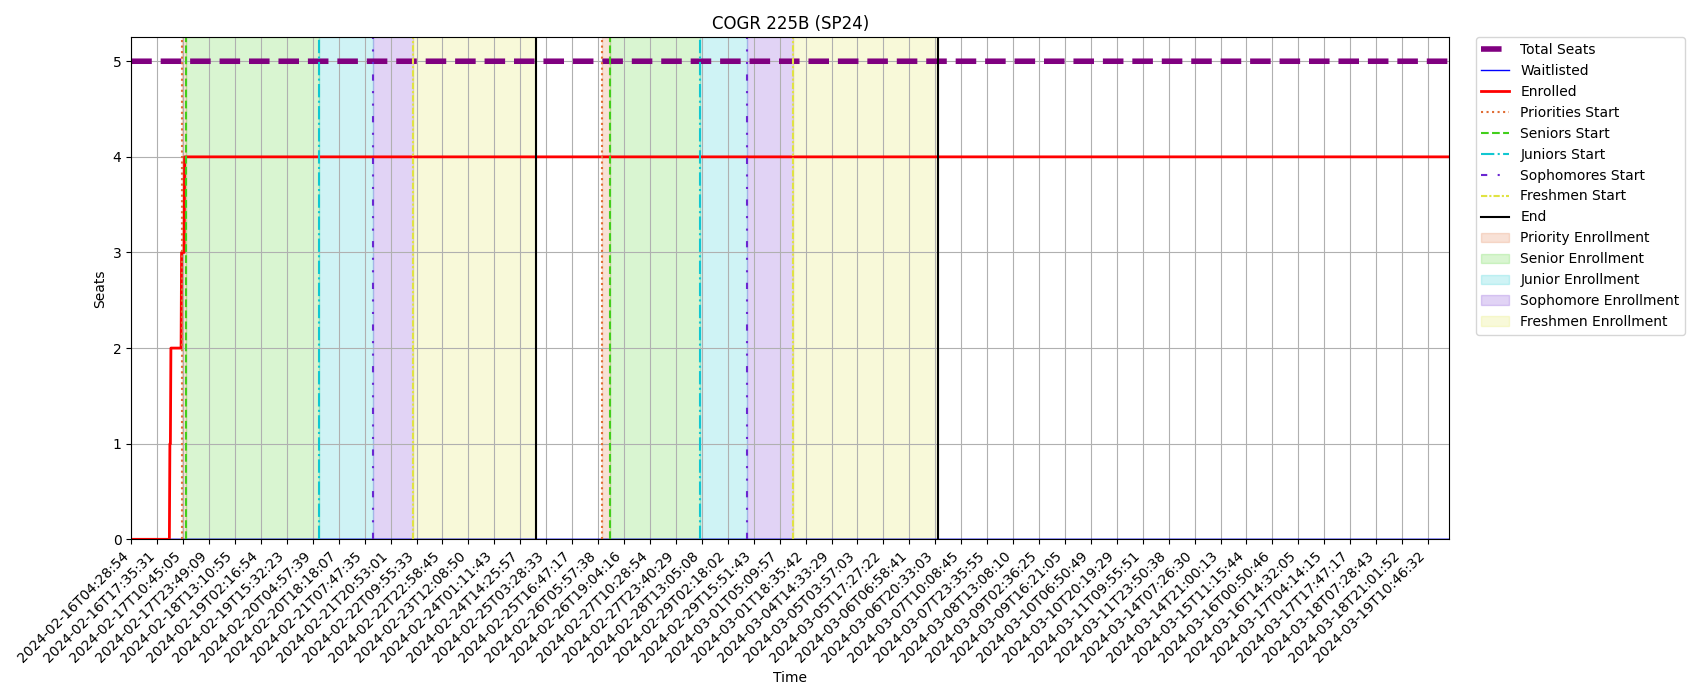 COGR 225B (SP24)
Seats
5
4
3
2
1
0
2024-02-16T04:28:54
2024-02-16T17:35:31
2024-02-17T10:45:05
2024-02-17T23:49:09
2024-02-18T13:10:55
2024-02-19T02:16:54
2024-02-19T15:32:23
2024-02-20T04:57:39
2024-02-20T18:18:07
2024-02-21T07:47:35
2024-02-21T20:53:01
2024-02-22T09:55:33
2024-02-22T22:58:45
2024-02-23T12:08:50
2024-02-24T01:11:43
2024-02-24T14:25:57
2024-02-25T03:28:33
2024-02-25T16:47:17
2024-02-26T05:57:38
2024-02-26T19:04:16
2024-02-27T10:28:54
2024-02-27T23:40:29
2024-02-28T13:05:08
2024-02-29T02:18:02
2024-02-29T15:51:43
2024-03-01T05:09:57
2024-03-01T18:35:42
2024-03-04T14:33:29
2024-03-05T03:57:03
2024-03-05T17:27:22
2024-03-06T06:58:41
2024-03-06T20:33:03
2024-03-07T10:08:45
2024-03-07T23:35:55
2024-03-08T13:08:10
2024-03-09T02:36:25
2024-03-09T16:21:05
2024-03-10T06:50:49
2024-03-10T20:19:29
2024-03-11T09:55:51
2024-03-11T23:50:38
2024-03-14T07:26:30
2024-03-14T21:00:13
2024-03-15T11:15:44
2024-03-16T00:50:46
2024-03-16T14:32:05
2024-03-17T04:14:15
2024-03-17T17:47:17
2024-03-18T07:28:43
2024-03-18T21:01:52
2024-03-19T10:46:32
Time
Total Seats
Waitlisted
Enrolled
Priorities Start
Seniors Start
Juniors Start
Sophomores Start
Freshmen Start
End
Priority Enrollment
Senior Enrollment
Junior Enrollment
Sophomore Enrollment
Freshmen Enrollment